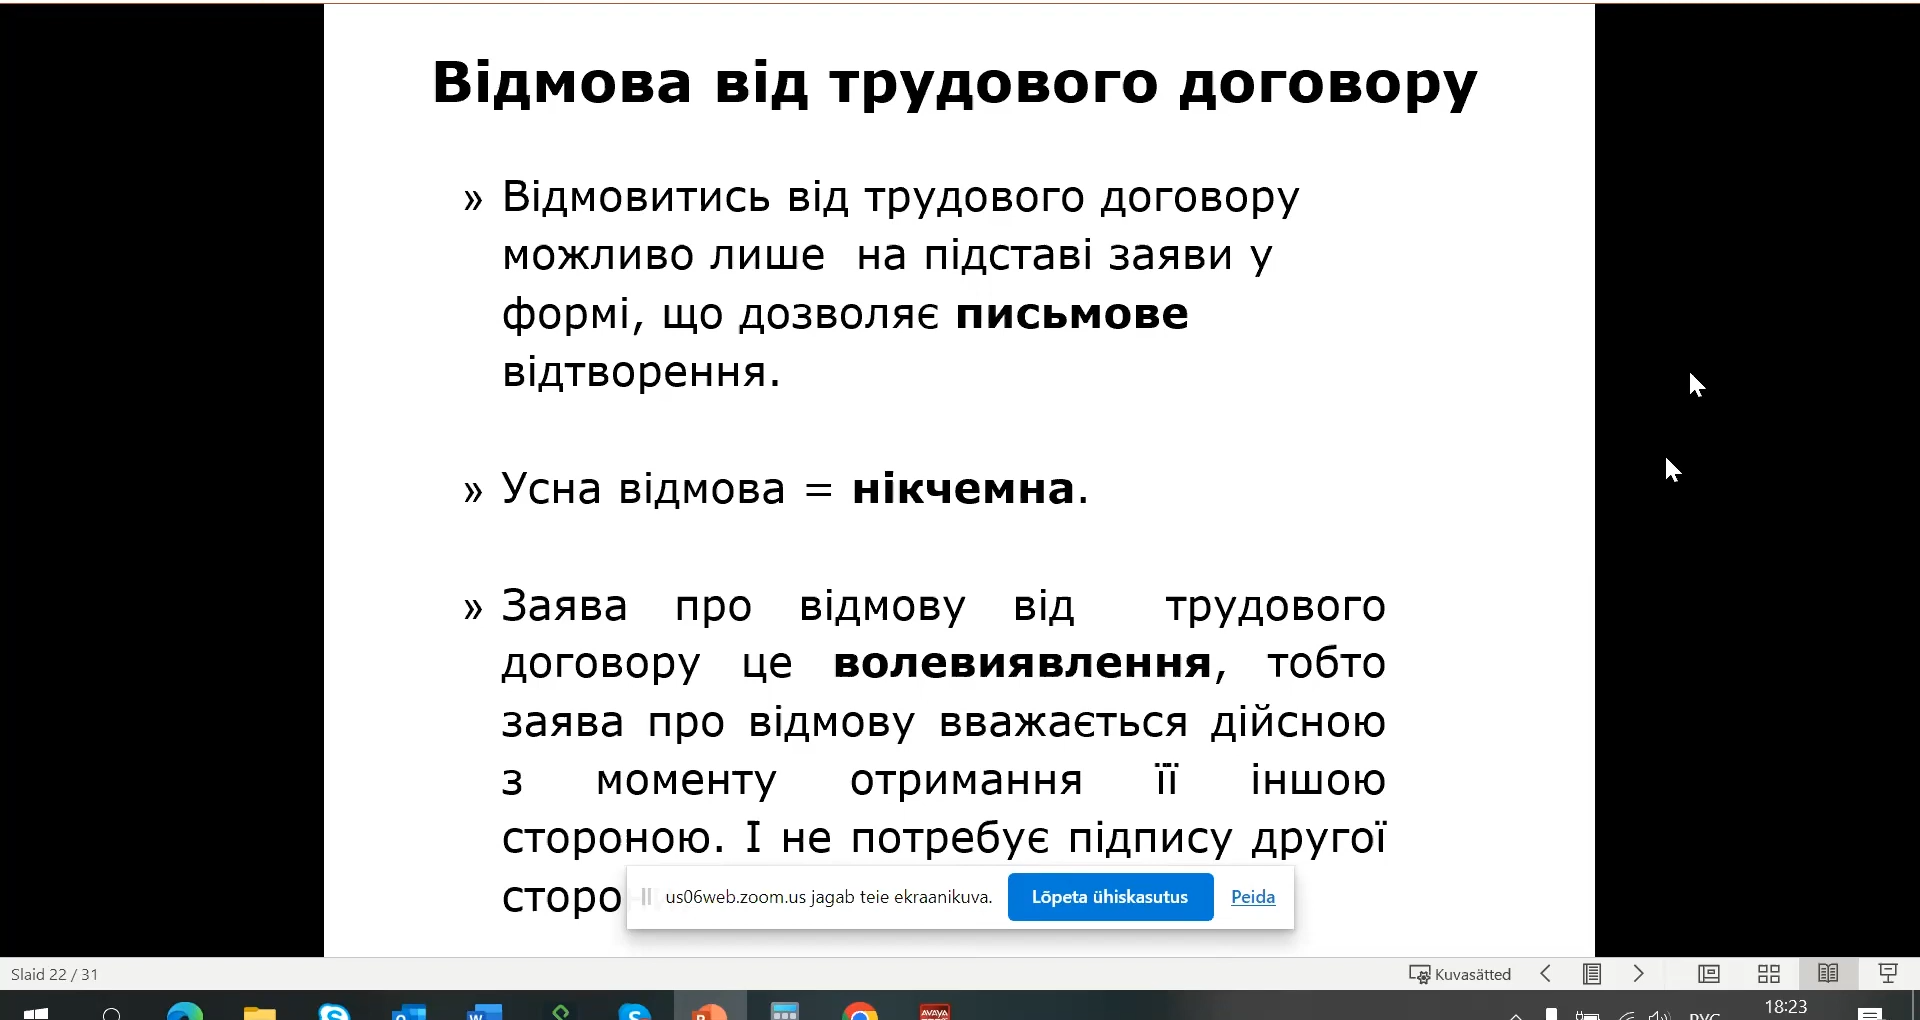 Відмова від трудового договору
» Відмовитись від трудового договору
можливо лише на підставі заяви у
формі, що дозволяє письмове
відтворення.
» Усна відмова = нікчемна.
» Заява про відмову від трудового
договору це волевиявлення, тобто
заява про відмову вважається дійсною
з моменту отримання її іншою
стороною. І не потребує підпису другої
сторо
us06web.zoom.us jagab teie ekraanikuva. Lõpeta ühiskasutus Peida
Slaid 22 / 31 Kuvasätted
AVAYA
РУС 18:23